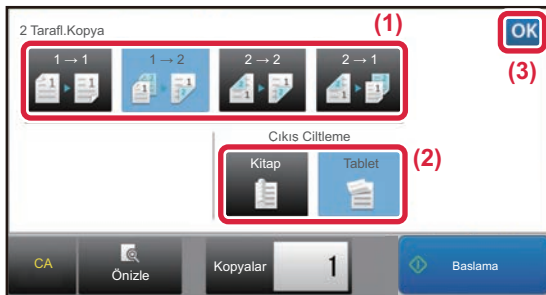 2 Tarafl.Kopya
(1)
OK
(3)
1 → 1
1 → 2
2 → 2
2 → 1
Cıkıs Ciltleme
(2)
Kitap
Tablet
CA
Önizle
Kopyalar
1
Baslama